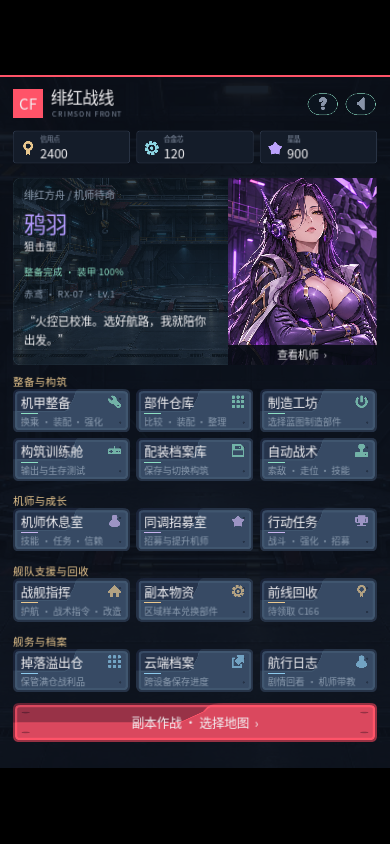 CF
绯红战线
CRIMSON FRONT
?
信用点
2400
合金芯
120
星晶
900
绯红方舟 / 机师待命
鸦羽
狙击型
整备完成 · 装甲 100%
赤鸢 · RX-07 · LV.1
“火控已校准。选好航路，我就陪你
出发。”
查看机师 ›
整备与构筑
机甲整备
换乘 · 装配 · 强化
部件仓库
比较 · 装配 · 整理
制造工坊
选择蓝图制造部件
构筑训练舱
输出与生存测试
配装档案库
保存与切换构筑
自动战术
索敌 · 走位 · 技能
机师与成长
机师休息室
技能 · 任务 · 信赖
同调招募室
招募与提升机师
行动任务
战斗 · 强化 · 招募
舰队支援与回收
战舰指挥
护航 · 战术指令 · 改造
副本物资
区域样本兑换部件
前线回收
待领取 C166
舰务与档案
掉落溢出仓
保管满仓战利品
云端档案
跨设备保存进度
航行日志
剧情回看 · 机师带教
副本作战 · 选择地图 ›